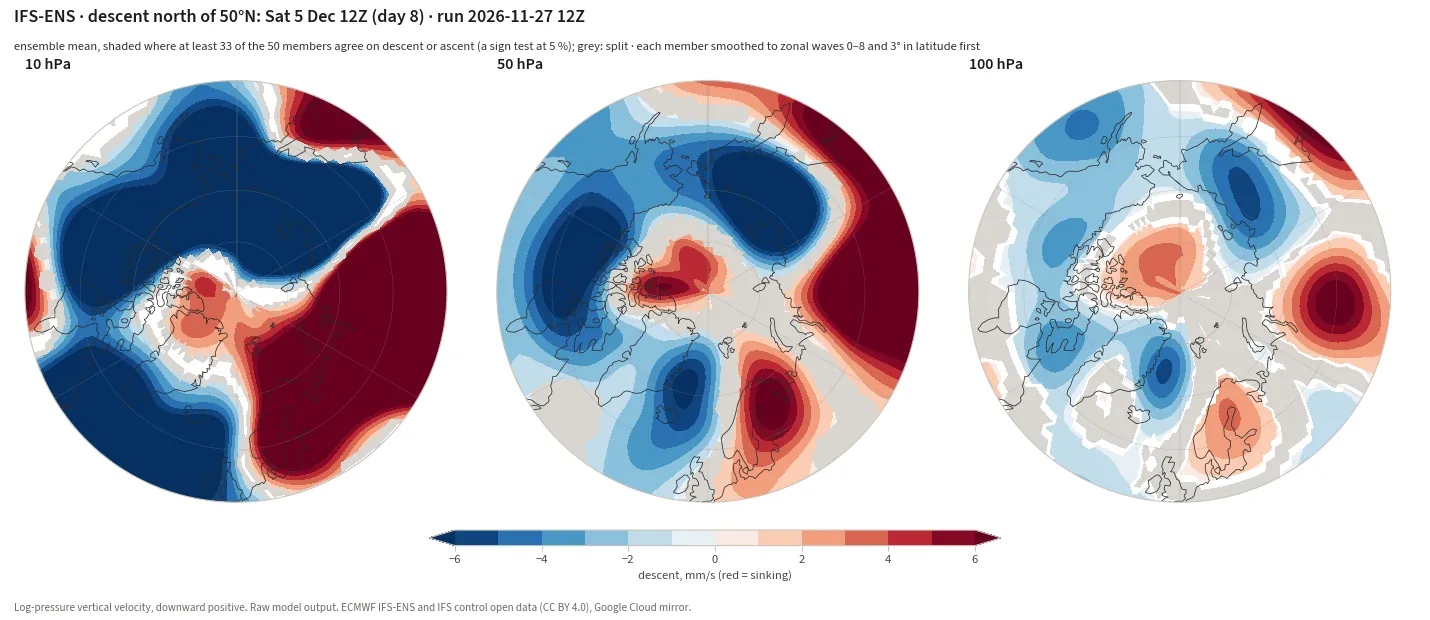 IFS-ENS · descent north of 50°N: Sat 5 Dec 12Z (day 8) · run 2026-11-27 12Z
ensemble mean, shaded where at least 33 of the 50 members agree on descent or ascent (a sign test at 5 %); grey: split · each member smoothed to zonal waves 0–8 and 3° in latitude first
10 hPa
50 hPa
100 hPa
−6 −4 −2 0 2 4 6
descent, mm/s (red = sinking)
Log-pressure vertical velocity, downward positive. Raw model output. ECMWF IFS-ENS and IFS control open data (CC BY 4.0), Google Cloud mirror.